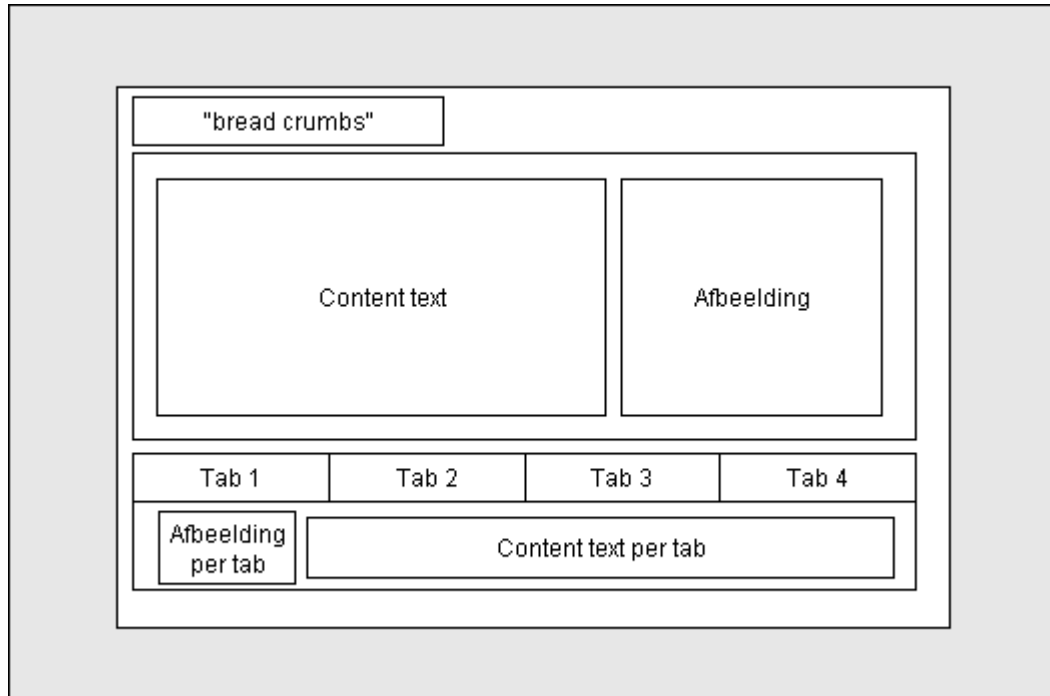 "bread crumbs"
Content text
Afbeelding
Tab 1
Tab 2
Tab 3
Tab 4
Afbeelding
per tab
Content text per tab